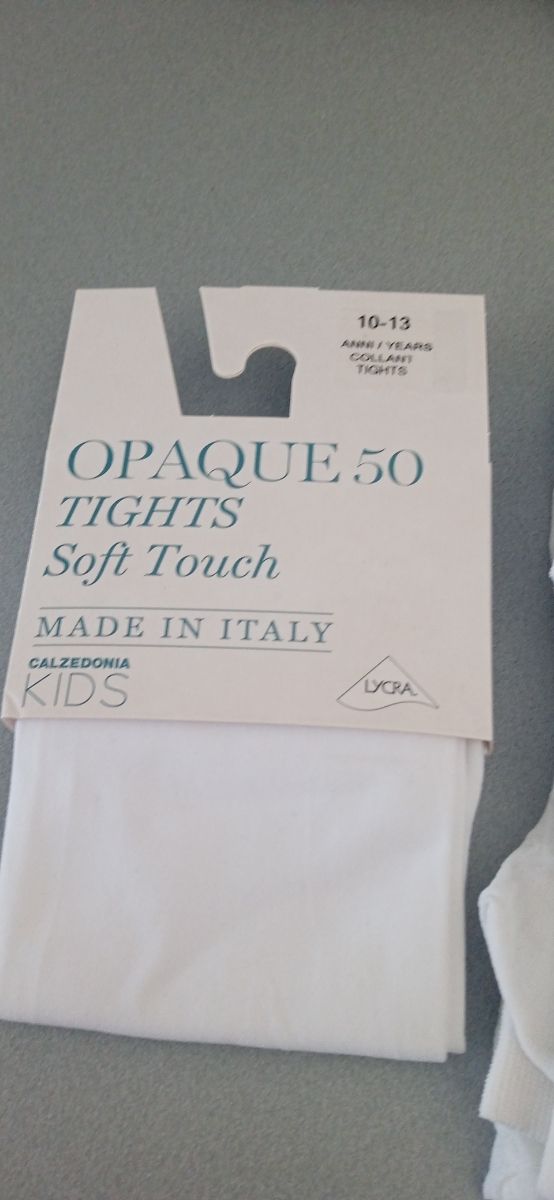 10-13
ANNI / YEARS
COLLANT
TIGHTS
OPAQUE 50
TIGHTS
Soft Touch
MADE IN ITALY
CALZEDONIA
KIDS
LYCRA